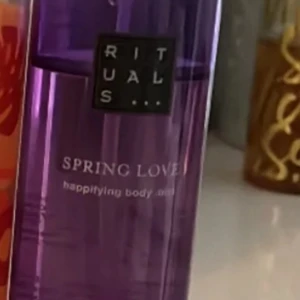 RIT
UAL
S...
SPRING LOVE
happifying body